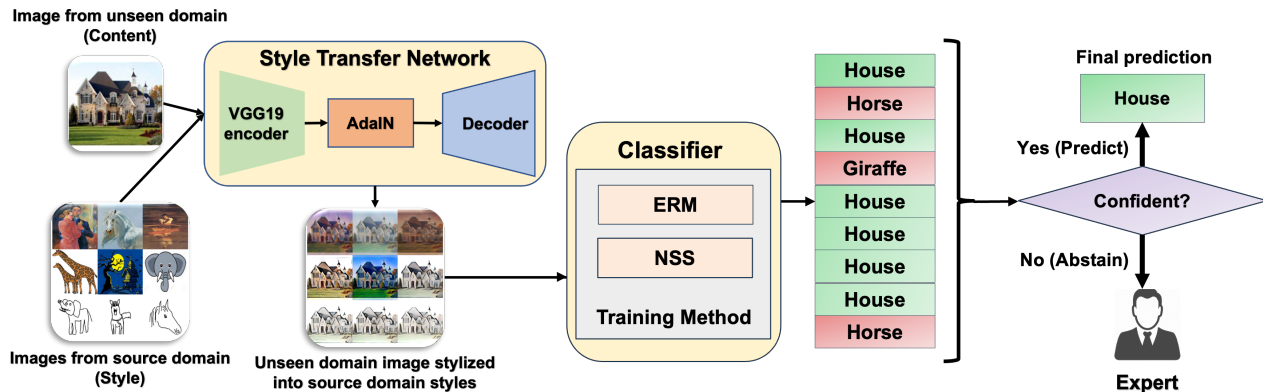 Image from unseen domain
(Content)
Style Transfer Network
VGG19
encoder
AdaIN
Decoder
Images from source domain
(Style)
Unseen domain image stylized
into source domain styles
Classifier
ERM
NSS
Training Method
House
Horse
House
Giraffe
House
House
House
House
Horse
Final prediction
House
Yes (Predict)
Confident?
No (Abstain)
Expert